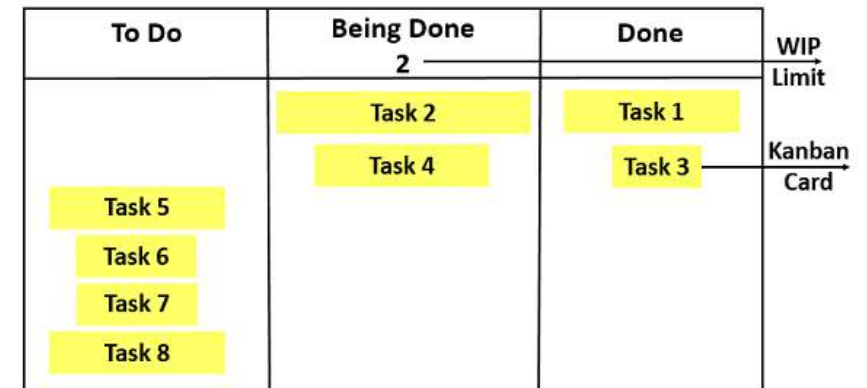 To Do
Being Done
2
Done
WIP
Limit
Task 2
Task 1
Task 4
Task 3
Kanban
Card
Task 5
Task 6
Task 7
Task 8